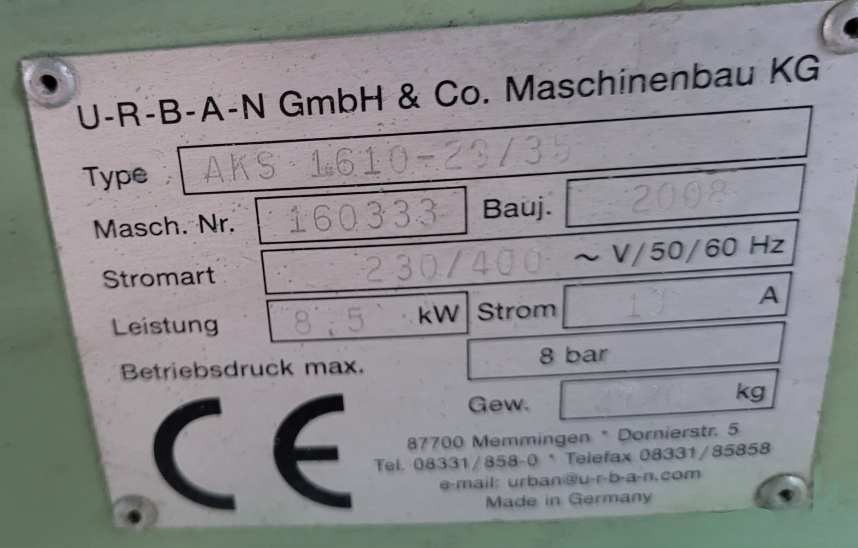 U-R-B-A-N GmbH & Co. Maschinenbau KG
Type AKS 1610-23/35
Masch. Nr. 160333 Bauj. 2008
Stromart 230/400 ~ V/50/60 Hz
Leistung 8,5 kW Strom A
Betriebsdruck max. 8 bar
Gew. kg
CE
87700 Memmingen * Dornierstr. 5
Tel. 08331/858-0 * Telefax 08331/85858
e-mail: urban@u-r-b-a-n.com
Made in Germany